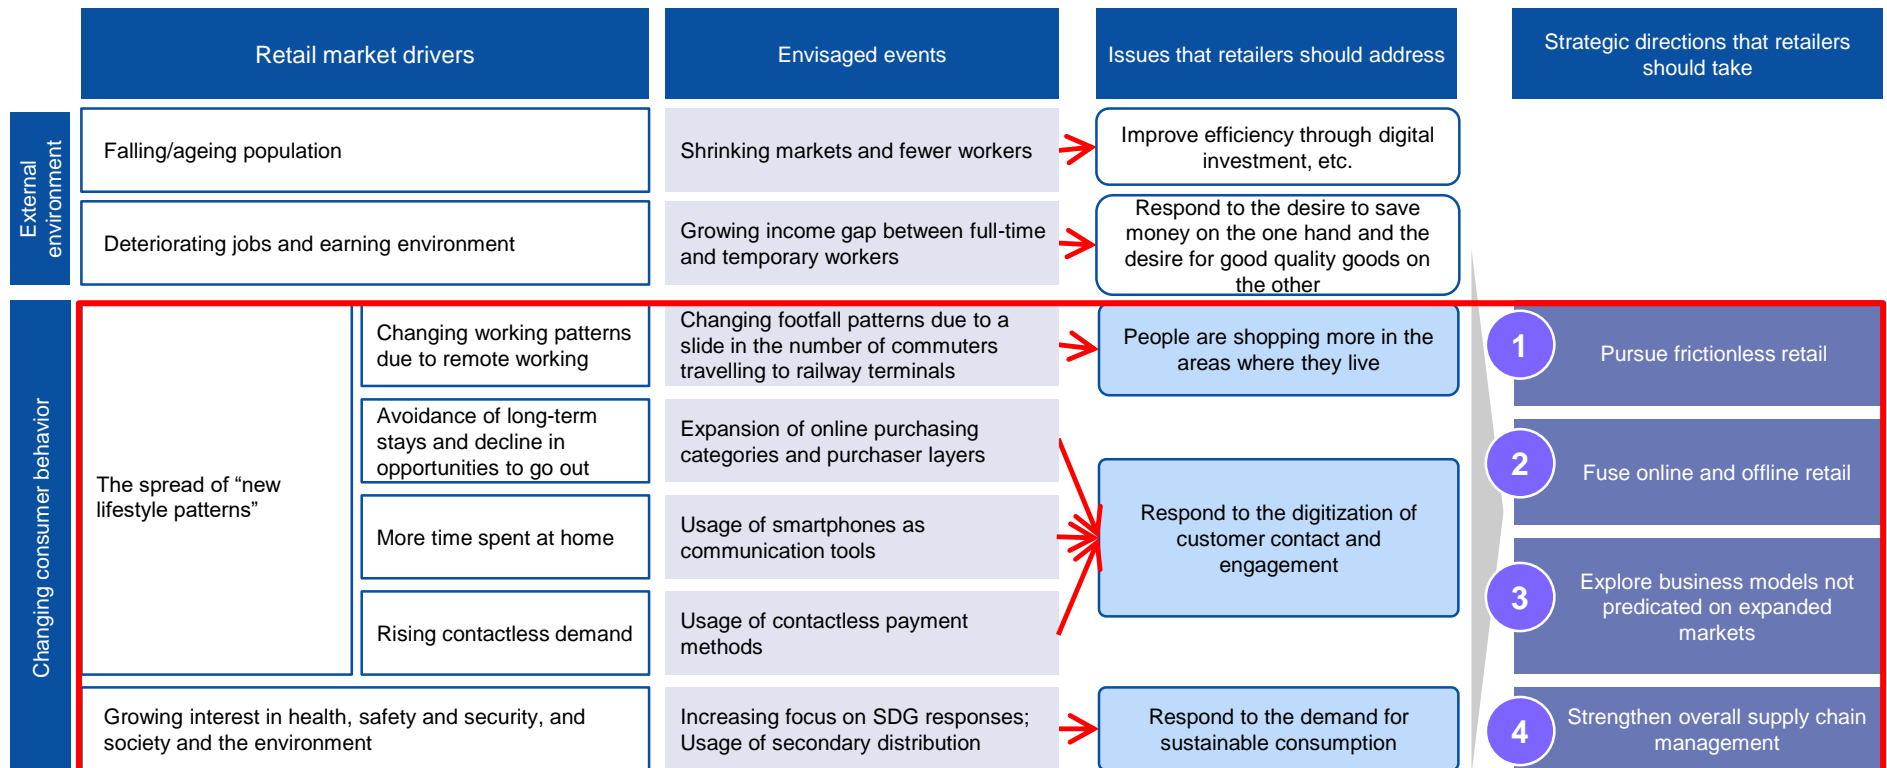 Retail market drivers
Envisaged events
Issues that retailers should address
Strategic directions that retailers
should take
External
environment
Falling/ageing population
Shrinking markets and fewer workers
Improve efficiency through digital
investment, etc.
Deteriorating jobs and earning environment
Growing income gap between full-time
and temporary workers
Respond to the desire to save
money on the one hand and the
desire for good quality goods on
the other
Changing consumer behavior
The spread of “new
lifestyle patterns”
Changing working patterns
due to remote working
Changing footfall patterns due to a
slide in the number of commuters
travelling to railway terminals
People are shopping more in the
areas where they live
Avoidance of long-term
stays and decline in
opportunities to go out
Expansion of online purchasing
categories and purchaser layers
More time spent at home
Usage of smartphones as
communication tools
Respond to the digitization of
customer contact and
engagement
Rising contactless demand
Usage of contactless payment
methods
Growing interest in health, safety and security, and
society and the environment
Increasing focus on SDG responses;
Usage of secondary distribution
Respond to the demand for
sustainable consumption
1
Pursue frictionless retail
2
Fuse online and offline retail
3
Explore business models not
predicated on expanded
markets
4
Strengthen overall supply chain
management